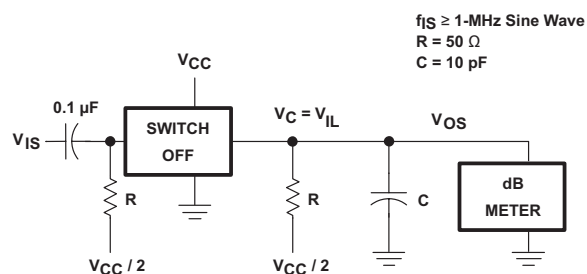 fIS ≥ 1-MHz Sine Wave
R = 50 Ω
C = 10 pF
VCC
0.1 µF
VC = VIL
VOS
VIS
SWITCH
OFF
R
R
C
dB
METER
VCC / 2
VCC / 2